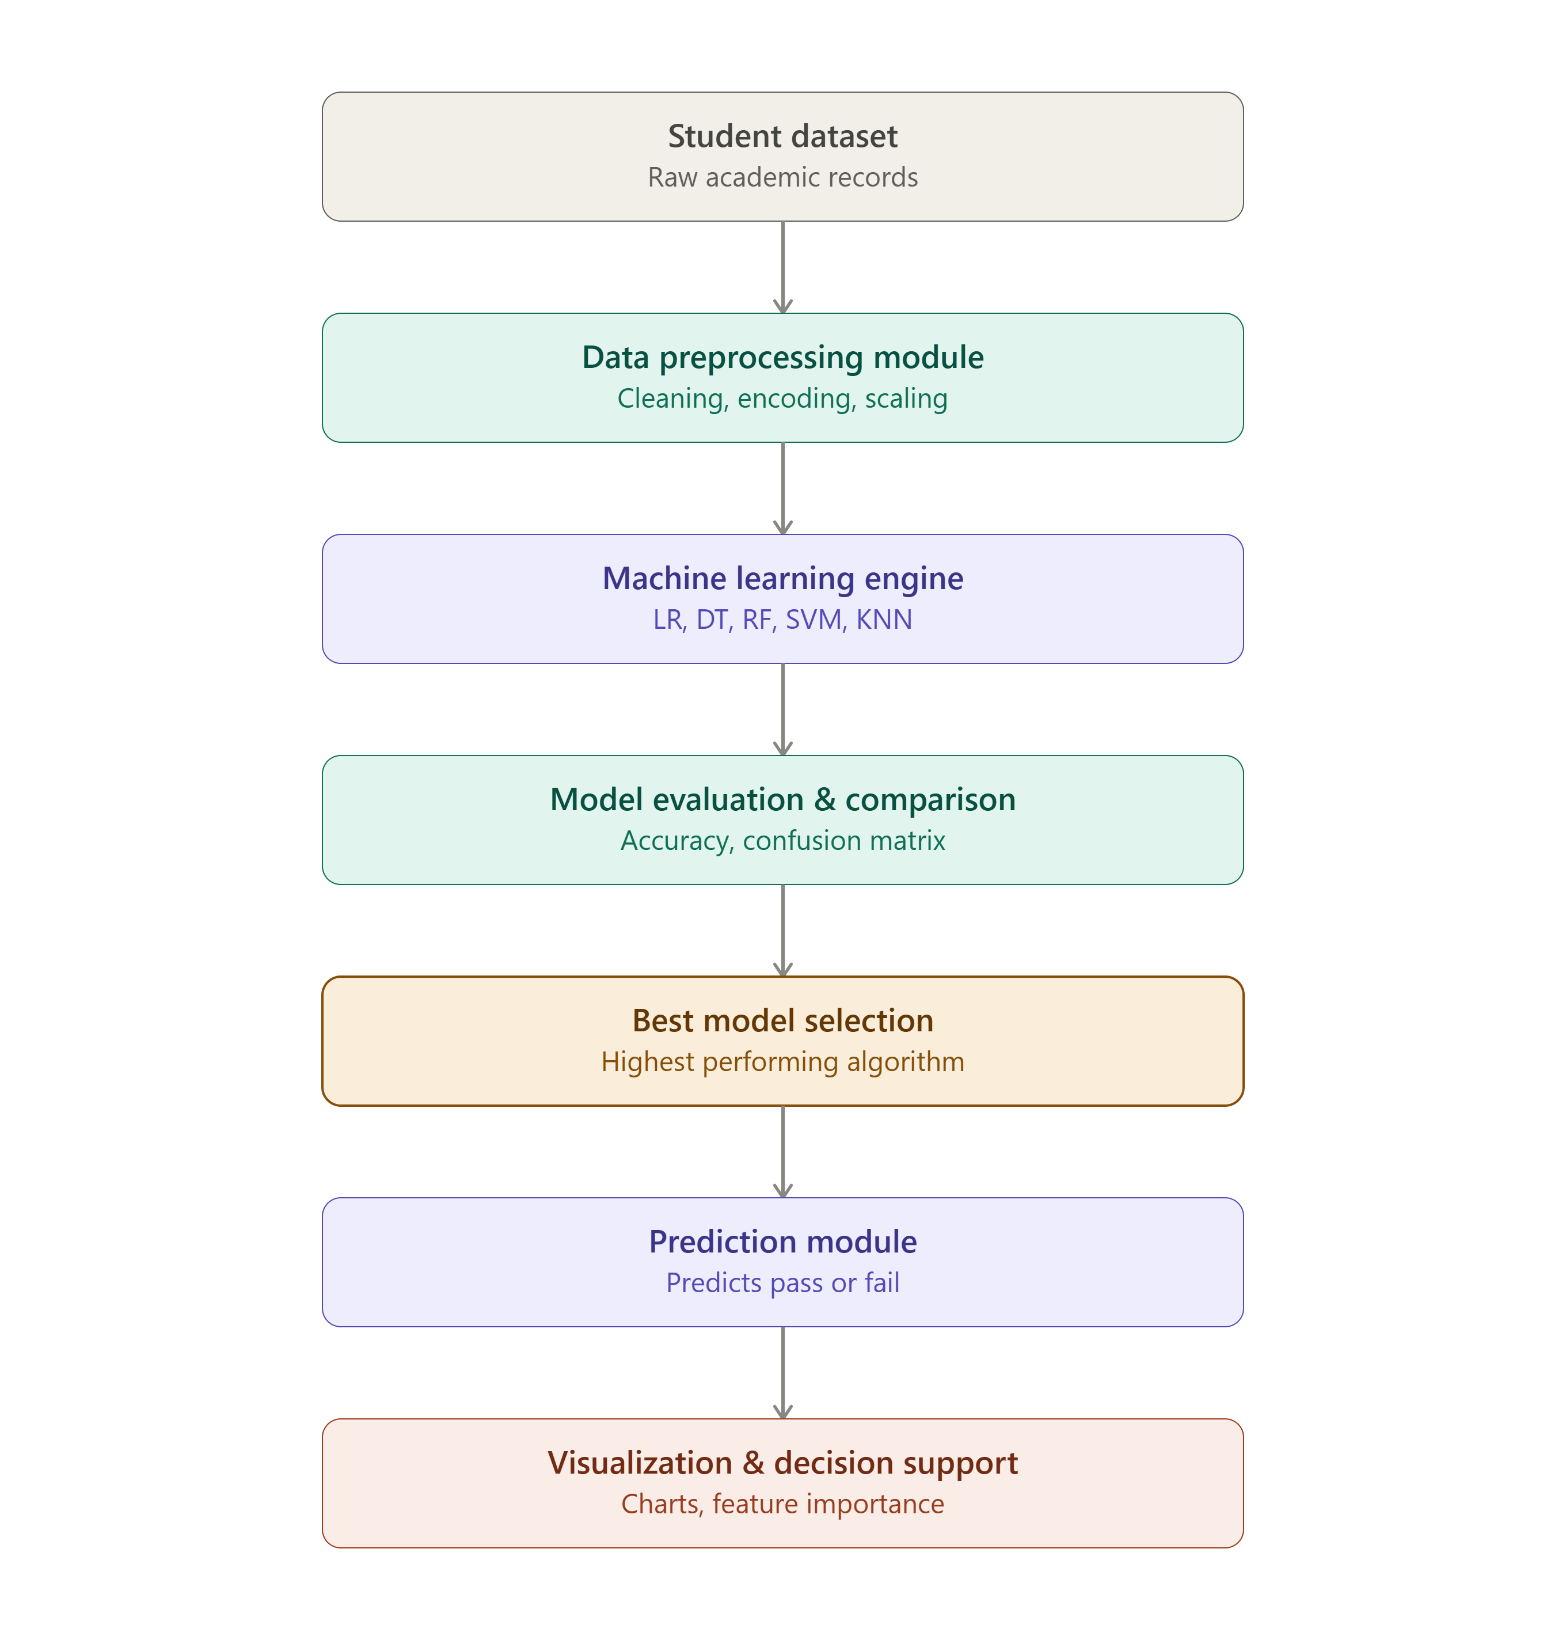 Student dataset
Raw academic records
Data preprocessing module
Cleaning, encoding, scaling
Machine learning engine
LR, DT, RF, SVM, KNN
Model evaluation & comparison
Accuracy, confusion matrix
Best model selection
Highest performing algorithm
Prediction module
Predicts pass or fail
Visualization & decision support
Charts, feature importance